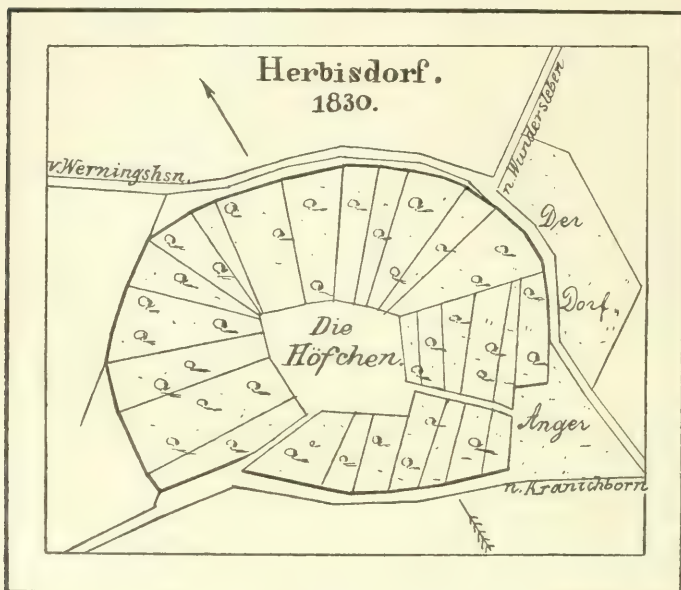 Herbisdorf.
1830.
v. Werningshsn.
n. Wundersleben
Der
Dorf,
Die
Höfchen.
Anger
n. Kranichborn